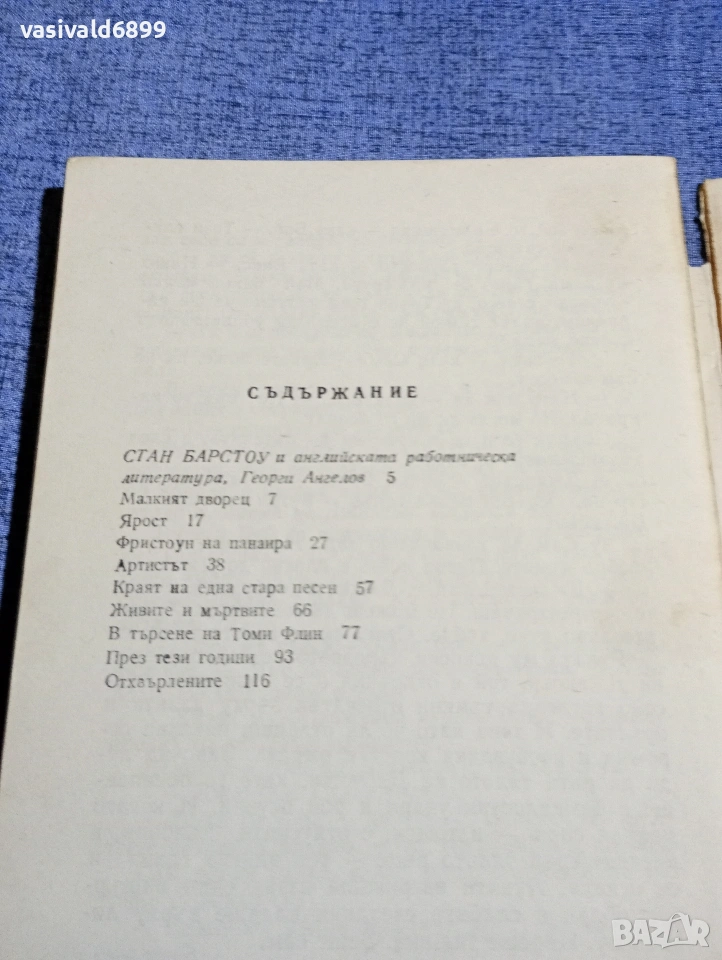 vasivald6899
СЪДЪРЖАНИЕ
СТАН БАРСТОУ и английската работническа
литература, Георги Ангелов 5
Малкият дворец 7
Ярост 17
Фристоун на панаира 27
Артистът 38
Краят на една стара песен 57
Живите и мъртвите 66
В търсене на Томи Флин 77
През тези години 93
Отхвърлените 116
BAZAR